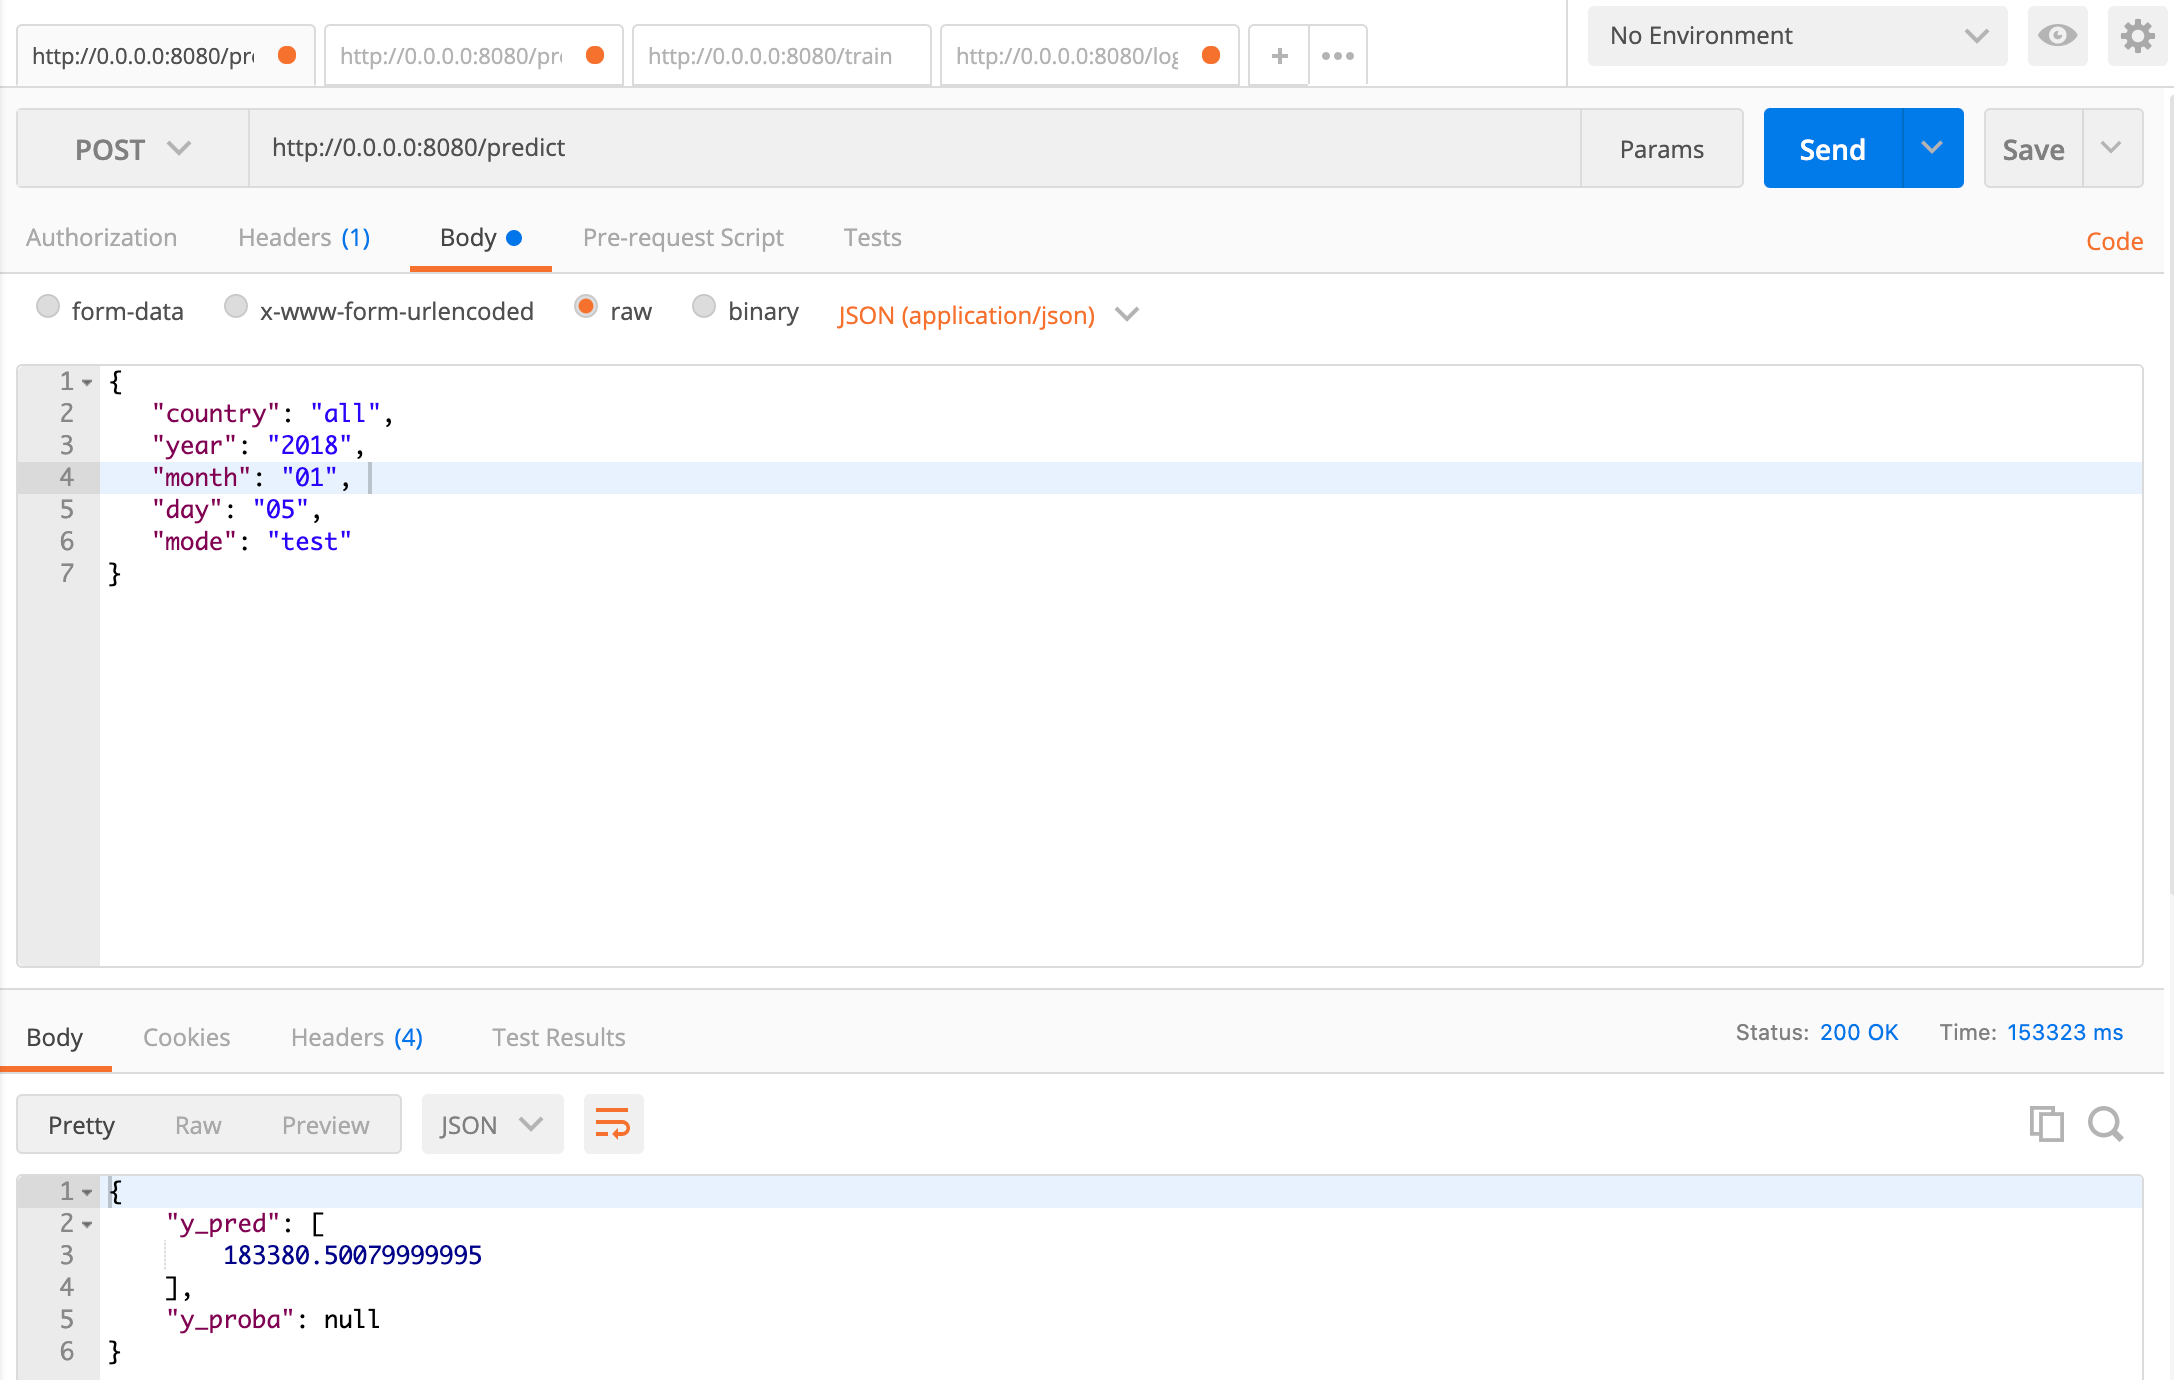 http://0.0.0.0:8080/pre http://0.0.0.0:8080/pre http://0.0.0.0:8080/train http://0.0.0.0:8080/log + ••• No Environment
POST http://0.0.0.0:8080/predict Params Send Save
Authorization Headers (1) Body Pre-request Script Tests Code
form-data x-www-form-urlencoded raw binary JSON (application/json)
1 {
2 "country": "all",
3 "year": "2018",
4 "month": "01",
5 "day": "05",
6 "mode": "test"
7 }
Body Cookies Headers (4) Test Results Status: 200 OK Time: 153323 ms
Pretty Raw Preview JSON
1 {
2 "y_pred": [
3 183380.50079999995
4 ],
5 "y_proba": null
6 }